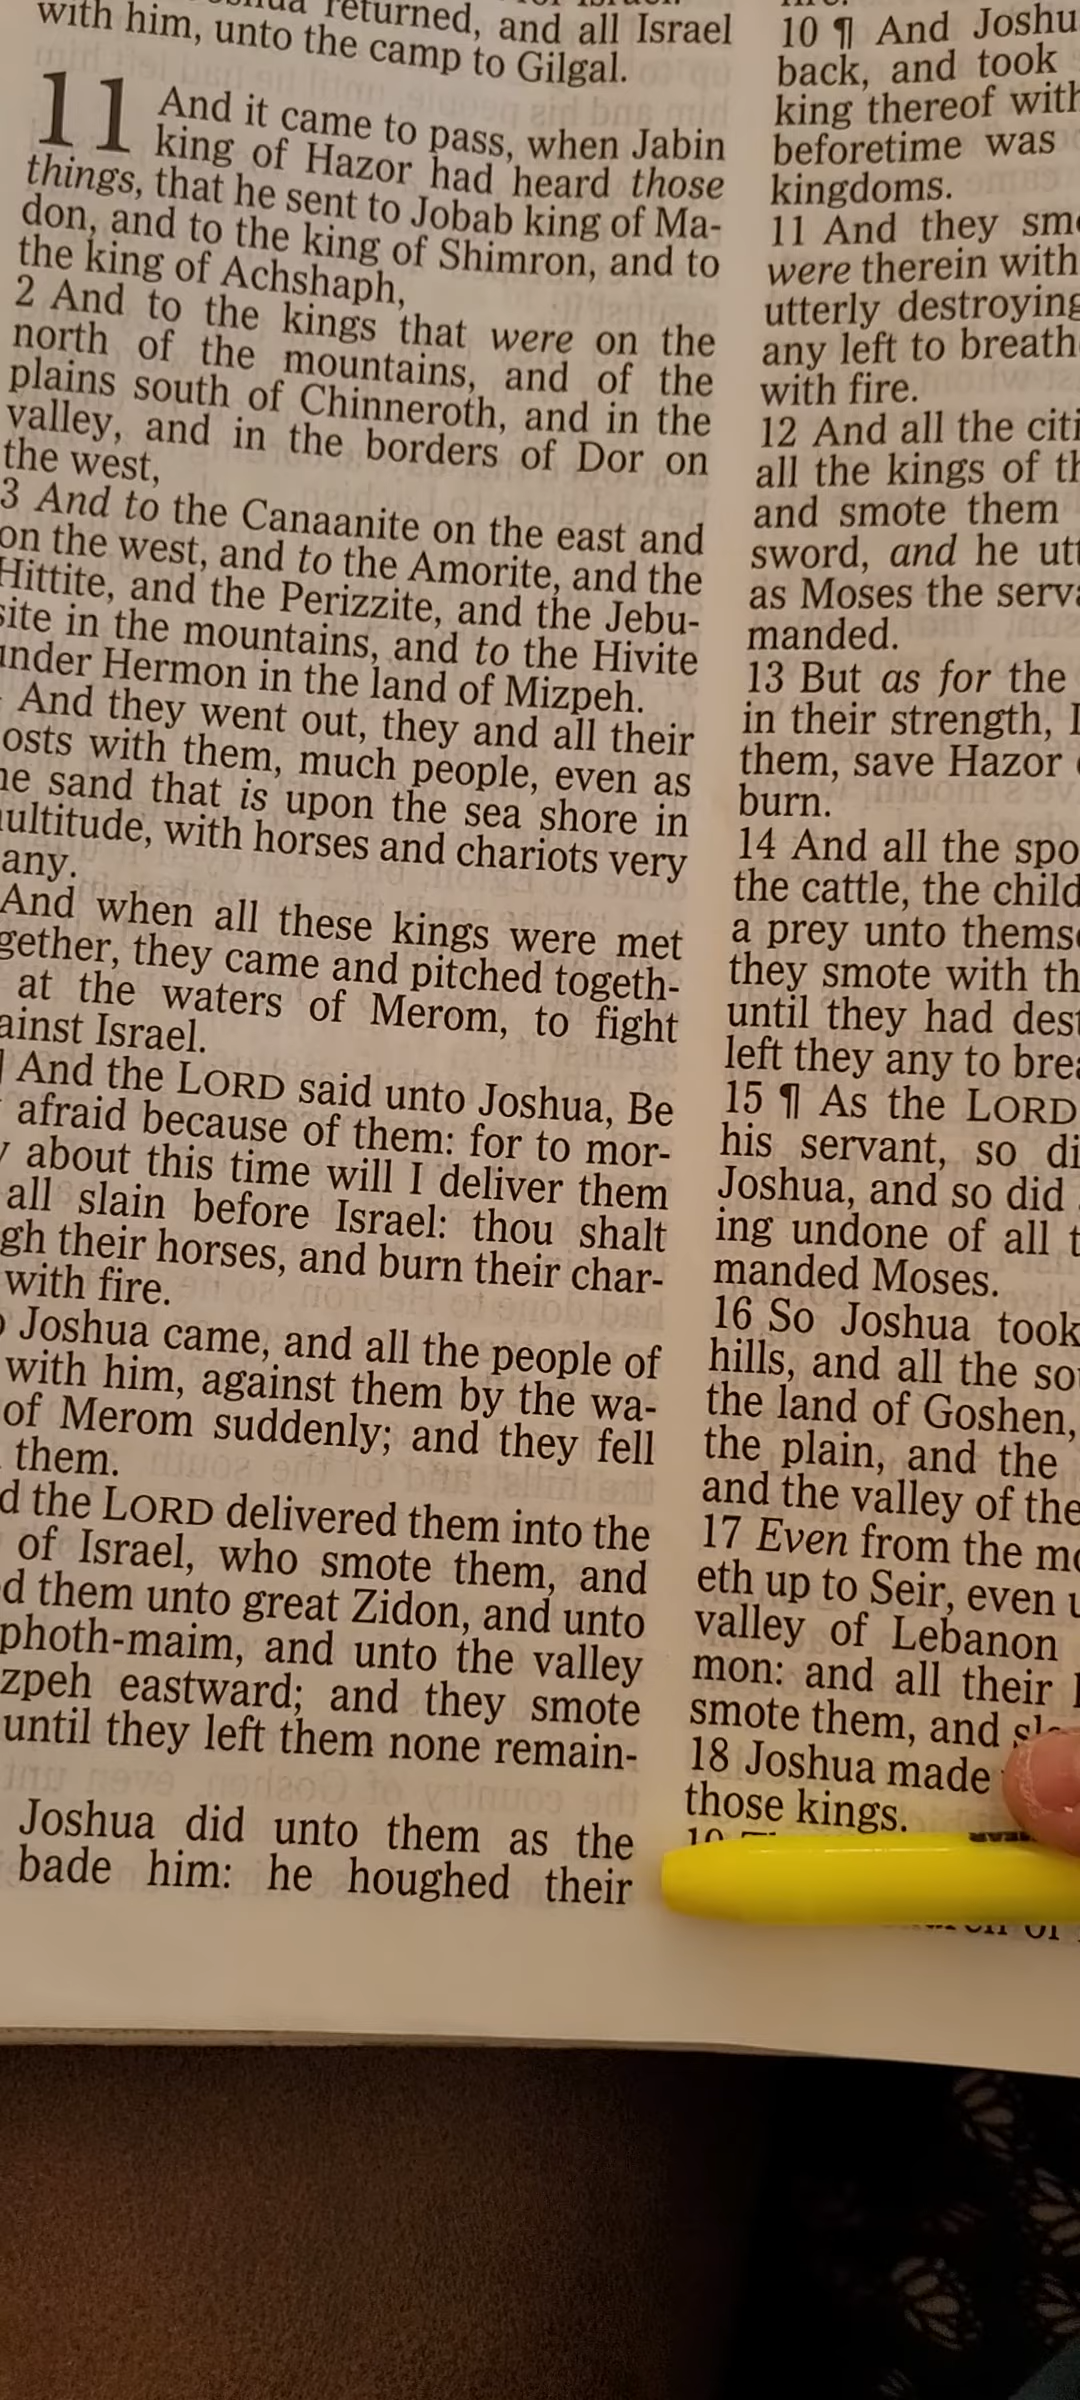 returned, and all Israel
with him, unto the camp to Gilgal.
11 And it came to pass, when Jabin
king of Hazor had heard those
things, that he sent to Jobab king of Ma-
don, and to the king of Shimron, and to
the king of Achshaph,
2 And to the kings that were on the
north of the mountains, and of the
plains south of Chinneroth, and in the
valley, and in the borders of Dor on
the west,
3 And to the Canaanite on the east and
on the west, and to the Amorite, and the
Hittite, and the Perizzite, and the Jebu-
site in the mountains, and to the Hivite
under Hermon in the land of Mizpeh.
And they went out, they and all their
osts with them, much people, even as
he sand that is upon the sea shore in
ultitude, with horses and chariots very
any.
And when all these kings were met
gether, they came and pitched togeth-
at the waters of Merom, to fight
ainst Israel.
And the LORD said unto Joshua, Be
afraid because of them: for to mor-
about this time will I deliver them
all slain before Israel: thou shalt
gh their horses, and burn their char-
with fire.
Joshua came, and all the people of
with him, against them by the wa-
of Merom suddenly; and they fell
them.
d the LORD delivered them into the
of Israel, who smote them, and
d them unto great Zidon, and unto
photh-maim, and unto the valley
zpeh eastward; and they smote
until they left them none remain-
Joshua did unto them as the
bade him: he houghed their
10 ¶ And Joshu
back, and took
king thereof with
beforetime was
kingdoms.
11 And they smo
were therein with
utterly destroying
any left to breath
with fire.
12 And all the citi
all the kings of th
and smote them
sword, and he utt
as Moses the serva
manded.
13 But as for the
in their strength, I
them, save Hazor
burn.
14 And all the spo
the cattle, the child
a prey unto themse
they smote with th
until they had dest
left they any to brea
15 ¶ As the LORD
his servant, so di
Joshua, and so did
ing undone of all t
manded Moses.
16 So Joshua took
hills, and all the so
the land of Goshen,
the plain, and the
and the valley of the
17 Even from the mo
eth up to Seir, even u
valley of Lebanon
mon: and all their
smote them, and sl
18 Joshua made
those kings.